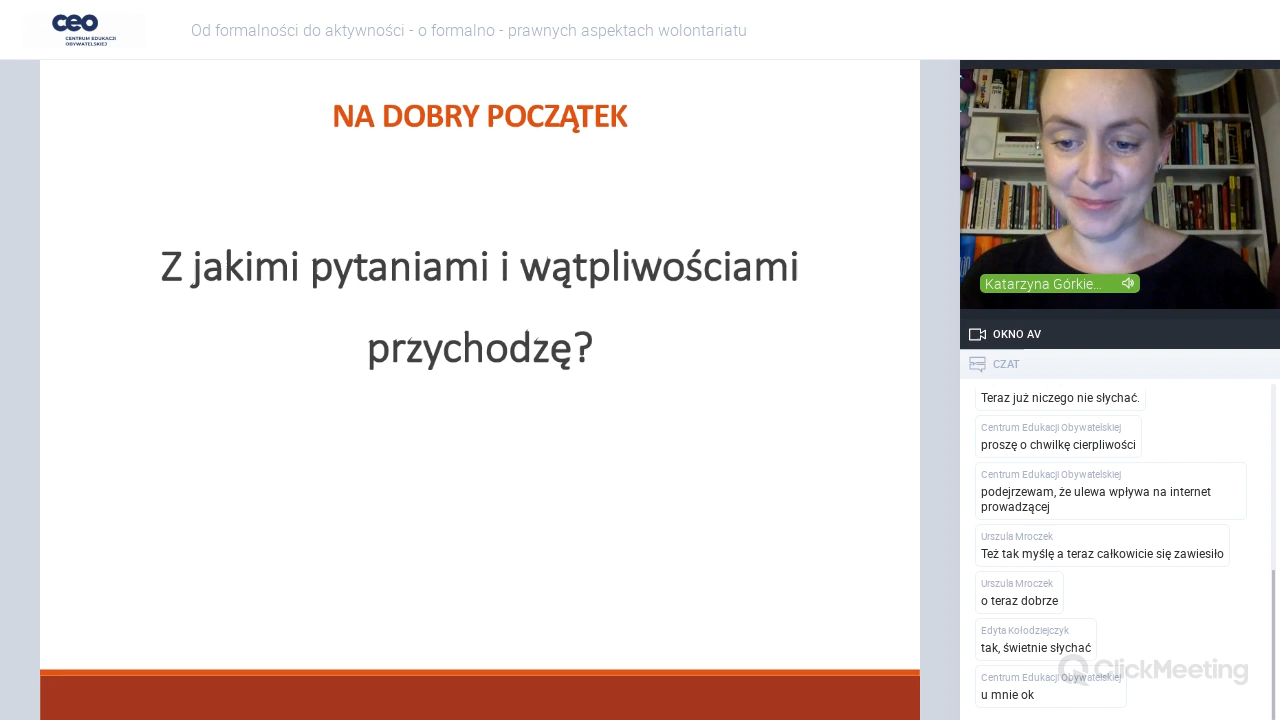 ceo
CENTRUM EDUKACJI
OBYWATELSKIEJ
Od formalności do aktywności - o formalno - prawnych aspektach wolontariatu
NA DOBRY POCZĄTEK
Z jakimi pytaniami i wątpliwościami
przychodzę?
Katarzyna Górkie...
OKNO AV
CZAT
Teraz już niczego nie słychać.
Centrum Edukacji Obywatelskiej
proszę o chwilkę cierpliwości
Centrum Edukacji Obywatelskiej
podejrzewam, że ulewa wpływa na internet
prowadzącej
Urszula Mroczek
Też tak myślę a teraz całkowicie się zawiesiło
Urszula Mroczek
o teraz dobrze
Edyta Kołodziejczyk
tak, świetnie słychać
ClickMeeting
Centrum Edukacji Obywatelskiej
u mnie ok